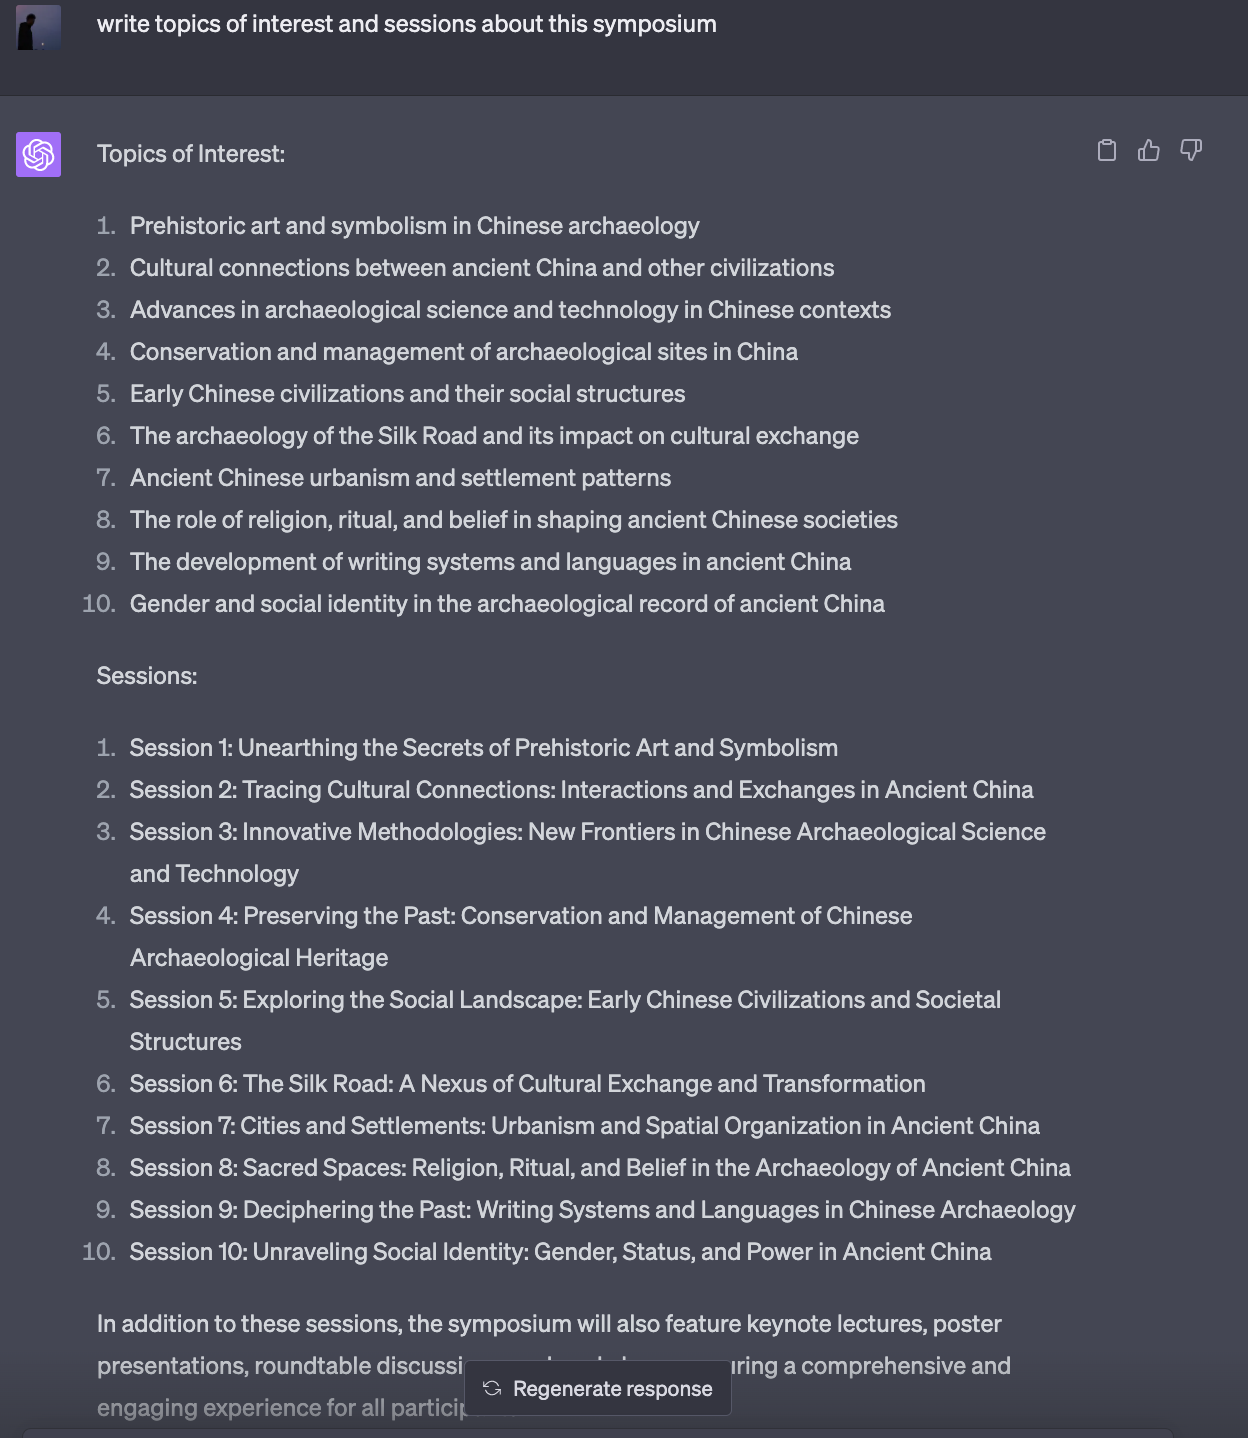 write topics of interest and sessions about this symposium
Topics of Interest:
1. Prehistoric art and symbolism in Chinese archaeology
2. Cultural connections between ancient China and other civilizations
3. Advances in archaeological science and technology in Chinese contexts
4. Conservation and management of archaeological sites in China
5. Early Chinese civilizations and their social structures
6. The archaeology of the Silk Road and its impact on cultural exchange
7. Ancient Chinese urbanism and settlement patterns
8. The role of religion, ritual, and belief in shaping ancient Chinese societies
9. The development of writing systems and languages in ancient China
10. Gender and social identity in the archaeological record of ancient China
Sessions:
1. Session 1: Unearthing the Secrets of Prehistoric Art and Symbolism
2. Session 2: Tracing Cultural Connections: Interactions and Exchanges in Ancient China
3. Session 3: Innovative Methodologies: New Frontiers in Chinese Archaeological Science
and Technology
4. Session 4: Preserving the Past: Conservation and Management of Chinese
Archaeological Heritage
5. Session 5: Exploring the Social Landscape: Early Chinese Civilizations and Societal
Structures
6. Session 6: The Silk Road: A Nexus of Cultural Exchange and Transformation
7. Session 7: Cities and Settlements: Urbanism and Spatial Organization in Ancient China
8. Session 8: Sacred Spaces: Religion, Ritual, and Belief in the Archaeology of Ancient China
9. Session 9: Deciphering the Past: Writing Systems and Languages in Chinese Archaeology
10. Session 10: Unraveling Social Identity: Gender, Status, and Power in Ancient China
In addition to these sessions, the symposium will also feature keynote lectures, poster
presentations, roundtable a comprehensive and
engaging experience for all
Regenerate response